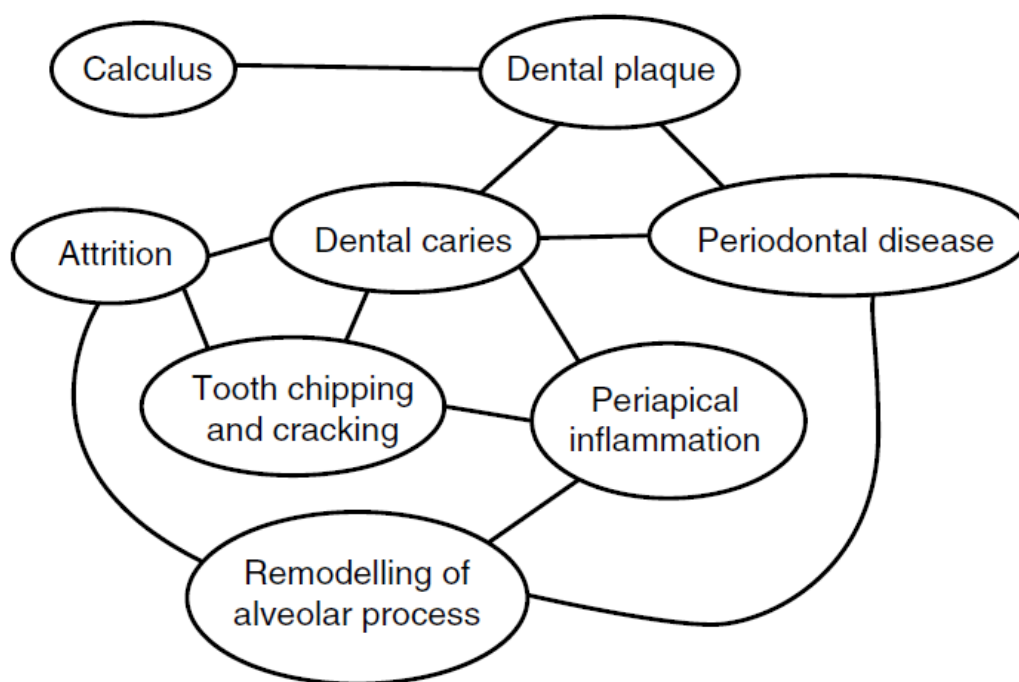 Calculus
Dental plaque
Attrition
Dental caries
Periodontal disease
Tooth chipping
and cracking
Periapical
inflammation
Remodelling of
alveolar process